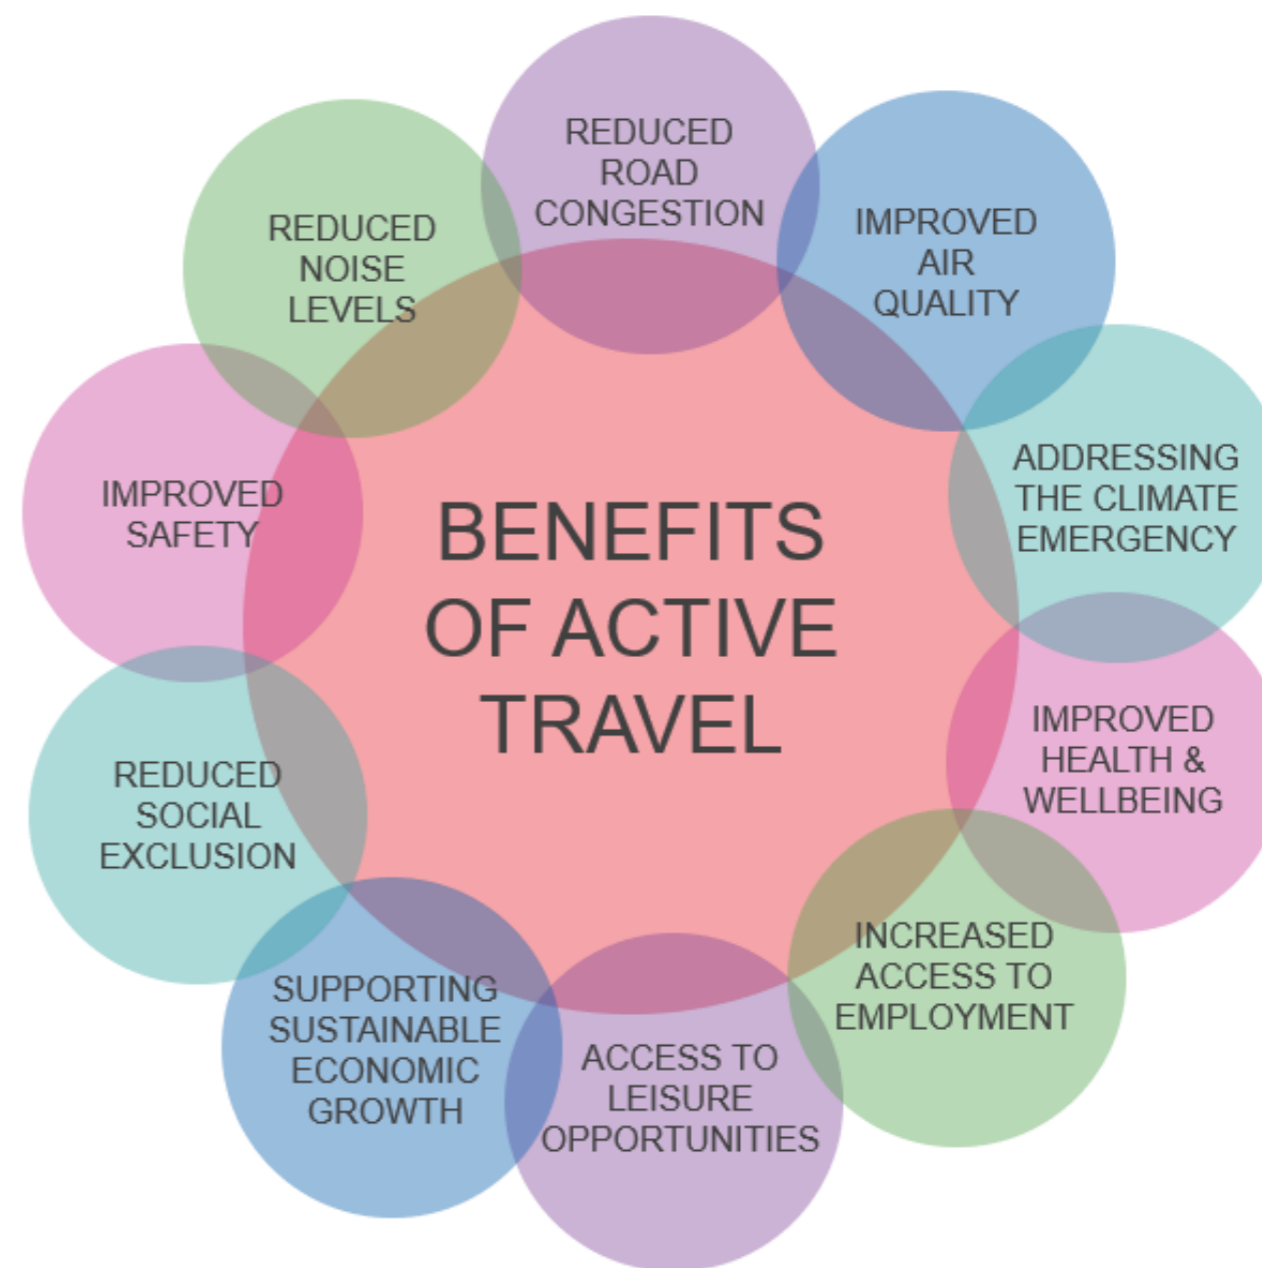 REDUCED
ROAD
CONGESTION
IMPROVED
AIR
QUALITY
ADDRESSING
THE CLIMATE
EMERGENCY
IMPROVED
HEALTH &
WELLBEING
INCREASED
ACCESS TO
EMPLOYMENT
ACCESS TO
LEISURE
OPPORTUNITIES
SUPPORTING
SUSTAINABLE
ECONOMIC
GROWTH
REDUCED
SOCIAL
EXCLUSION
IMPROVED
SAFETY
REDUCED
NOISE
LEVELS
BENEFITS
OF ACTIVE
TRAVEL